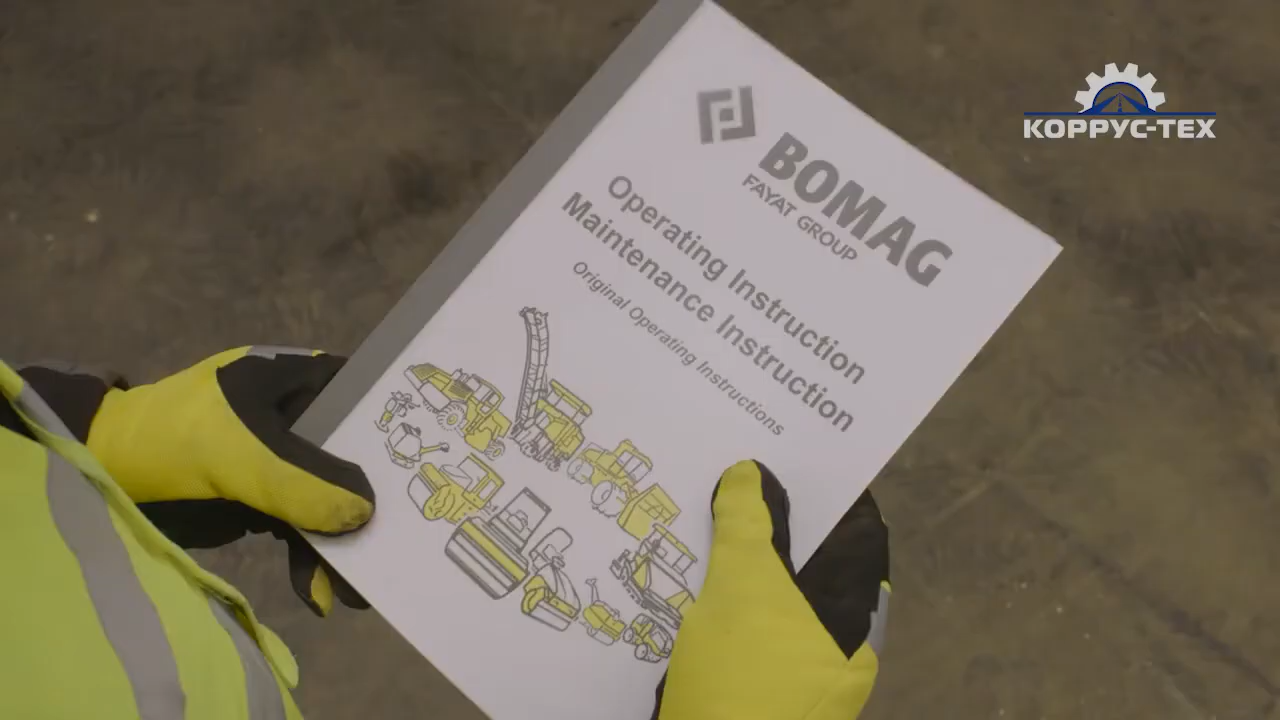 BOMAG
FAYAT GROUP
Operating Instruction
Maintenance Instruction
Original Operating Instructions
КОРРУС-ТЕХ